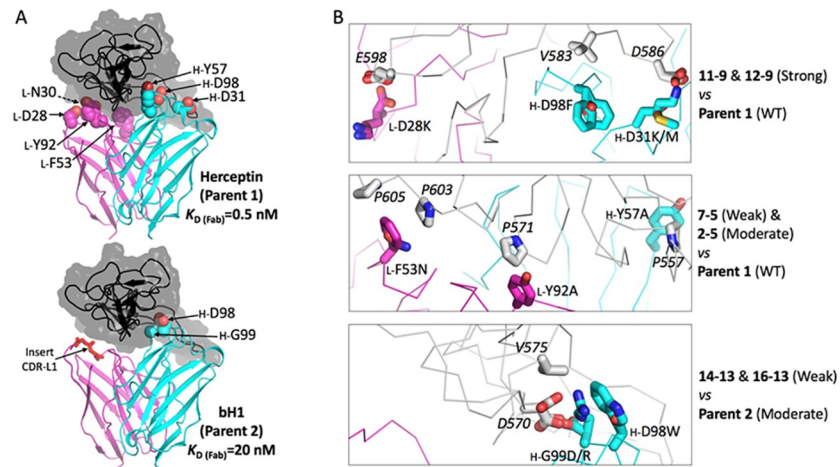 A
H-Y57
H-D98
H-D31
L-N30
L-D28
L-Y92
L-F53
Herceptin
(Parent 1)
KD (Fab)=0.5 nM
H-D98
H-G99
Insert
CDR-L1
bH1
(Parent 2)
KD (Fab)=20 nM
B
E598
V583
D586
L-D28K
H-D98F
H-D31K/M
11-9 & 12-9 (Strong)
vs
Parent 1 (WT)
P605
P603
P571
H-Y57A
P557
L-F53N
L-Y92A
7-5 (Weak) &
2-5 (Moderate)
vs
Parent 1 (WT)
V575
D570
H-D98W
H-G99D/R
14-13 & 16-13 (Weak)
vs
Parent 2 (Moderate)